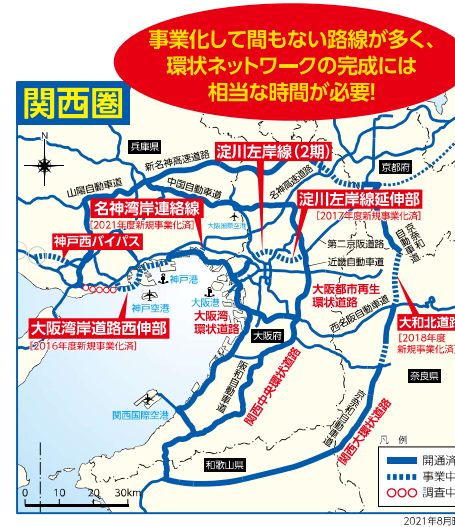 事業化して間もない路線が多く、
環状ネットワークの完成には
相当な時間が必要!
関西圏
N
兵庫県
新名神高速道路
淀川左岸線(2期)
京都府
山陽自動車道
中国自動車道
名神高速道路
淀川左岸線延伸部
[2017年度新規事業化済]
名神湾岸連絡線
[2021年度新規事業化済]
大阪国際空港
京奈和
自動車道
神戸西バイパス
第二京阪道路
近畿自動車道
神戸港
神戸空港
大阪港
大阪湾
環状道路
大阪都市再生
環状道路
西名阪自動車道
大阪湾岸道路西伸部
[2016年度新規事業化済]
大阪府
大和北道路
[2018年度
新規事業化済]
奈良県
阪和自動車道
関西中央環状道路
関西国際空港
京奈和自動車道
関西大環状道路
和歌山県
凡 例
開通済
事業中
調査中
0 10 20 30km
2021年8月